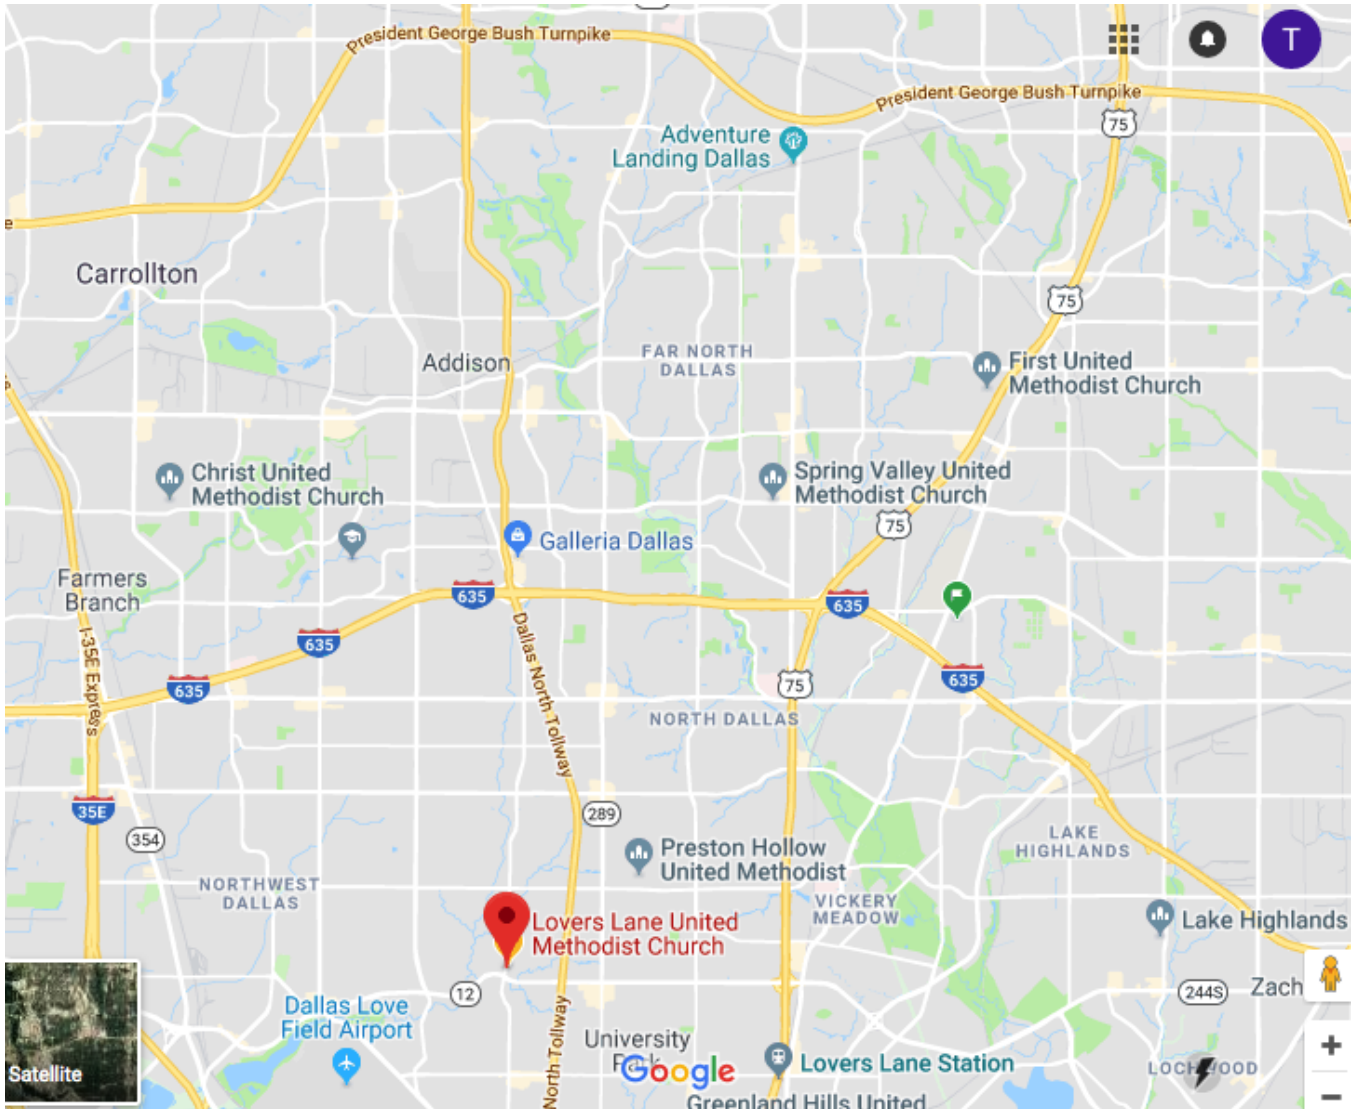 President George Bush Turnpike
T
President George Bush Turnpike
75
Adventure
Landing Dallas
e
Carrollton
75
Addison
FAR NORTH
DALLAS
First United
Methodist Church
Christ United
Methodist Church
Spring Valley United
Methodist Church
75
Galleria Dallas
Farmers
Branch
635
635
635
635
635
I-35E Express
Dallas North Tollway
75
NORTH DALLAS
35E
354
289
LAKE
HIGHLANDS
Preston Hollow
United Methodist
NORTHWEST
DALLAS
VICKERY
MEADOW
Lovers Lane United
Methodist Church
Lake Highlands
12
244S
Zach
Dallas Love
Field Airport
North Tollway
University
Park
Google
Lovers Lane Station
LOCHWOOD
Satellite
Greenland Hills United